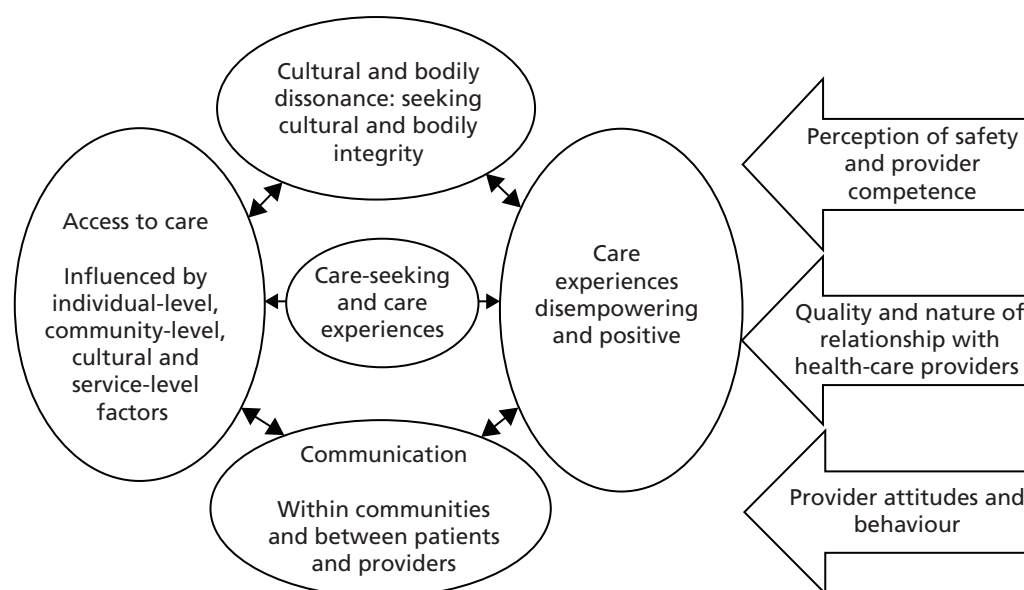 Cultural and bodily
dissonance: seeking
cultural and bodily
integrity
Access to care
Influenced by
individual-level,
community-level,
cultural and
service-level
factors
Care-seeking
and care
experiences
Care
experiences
disempowering
and positive
Communication
Within communities
and between patients
and providers
Perception of safety
and provider
competence
Quality and nature of
relationship with
health-care providers
Provider attitudes and
behaviour